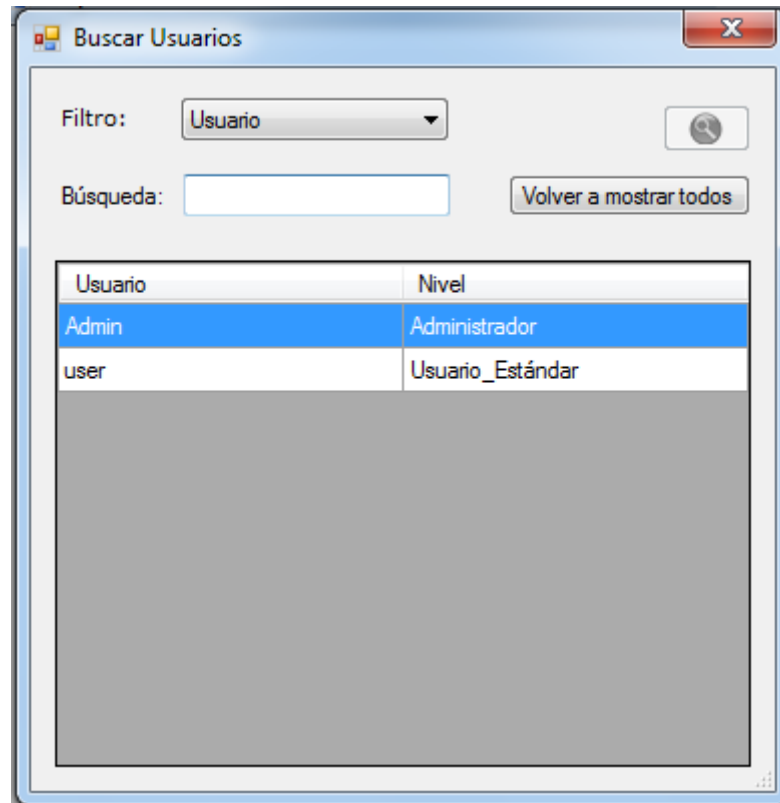 Buscar Usuarios
Filtro: Usuario
Búsqueda: Volver a mostrar todos
Usuario Nivel
Admin Administrador
user Usuario_Estándar